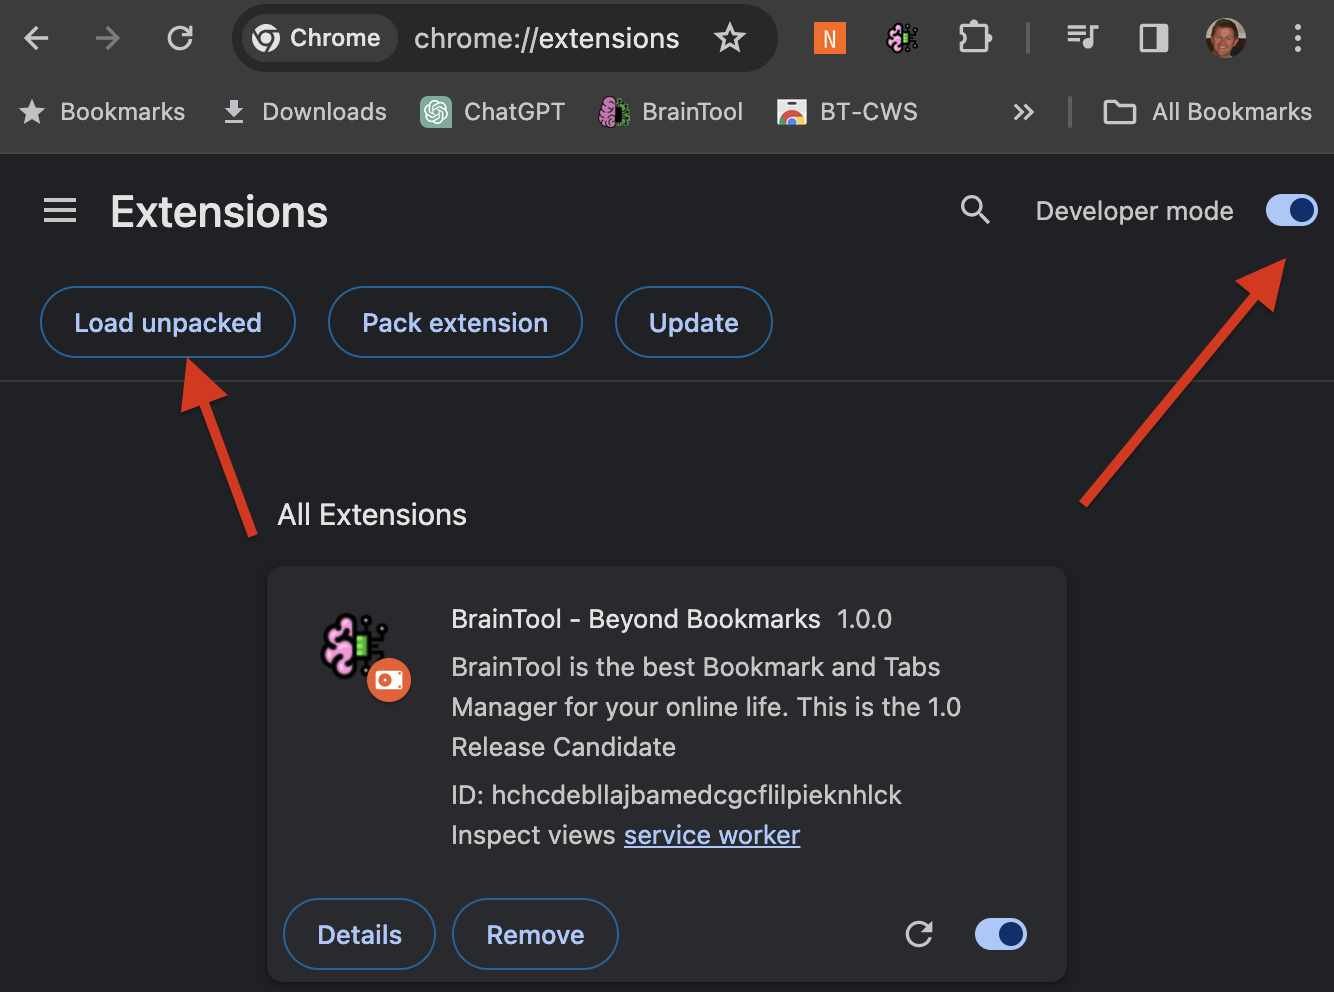 Chrome chrome://extensions N
Bookmarks Downloads ChatGPT BrainTool BT-CWS All Bookmarks
Extensions Developer mode
Load unpacked Pack extension Update
All Extensions
BrainTool - Beyond Bookmarks 1.0.0
BrainTool is the best Bookmark and Tabs
Manager for your online life. This is the 1.0
Release Candidate
ID: hchcdebllajbamedcgcflilpieknhlck
Inspect views service worker
Details Remove